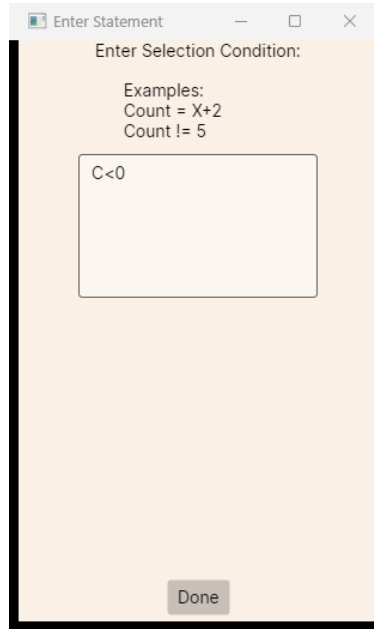 Enter Statement
Enter Selection Condition:
Examples:
Count = X+2
Count != 5
C<0
Done